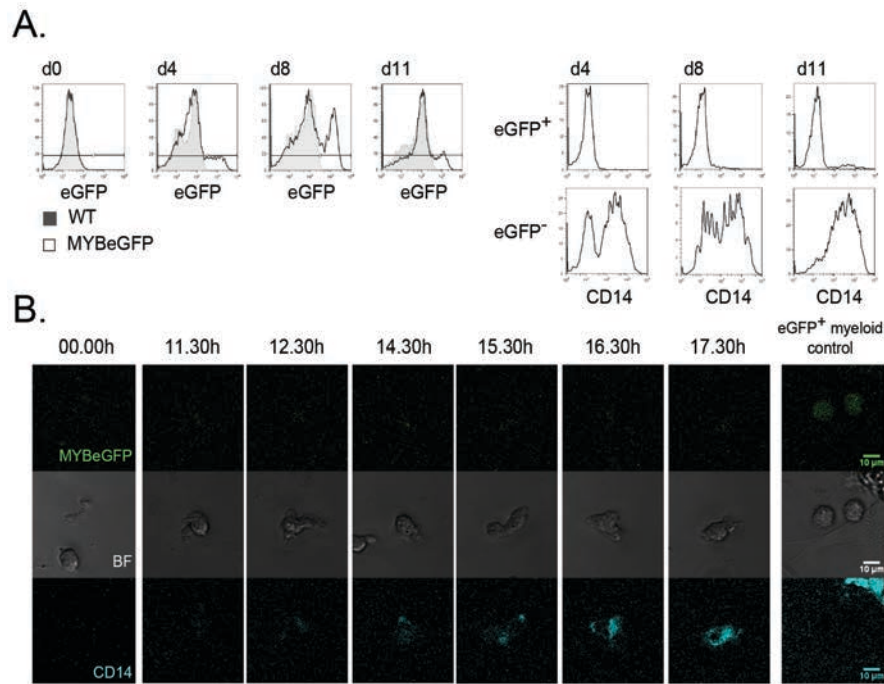 A.
d0 d4 d8 d11 d4 d8 d11
eGFP+
eGFP eGFP eGFP eGFP
WT
MYBeGFP
eGFP-
CD14 CD14 CD14
B.
00.00h 11.30h 12.30h 14.30h 15.30h 16.30h 17.30h eGFP+ myeloid
control
MYBeGFP
10 µm
BF
10 µm
CD14
10 µm